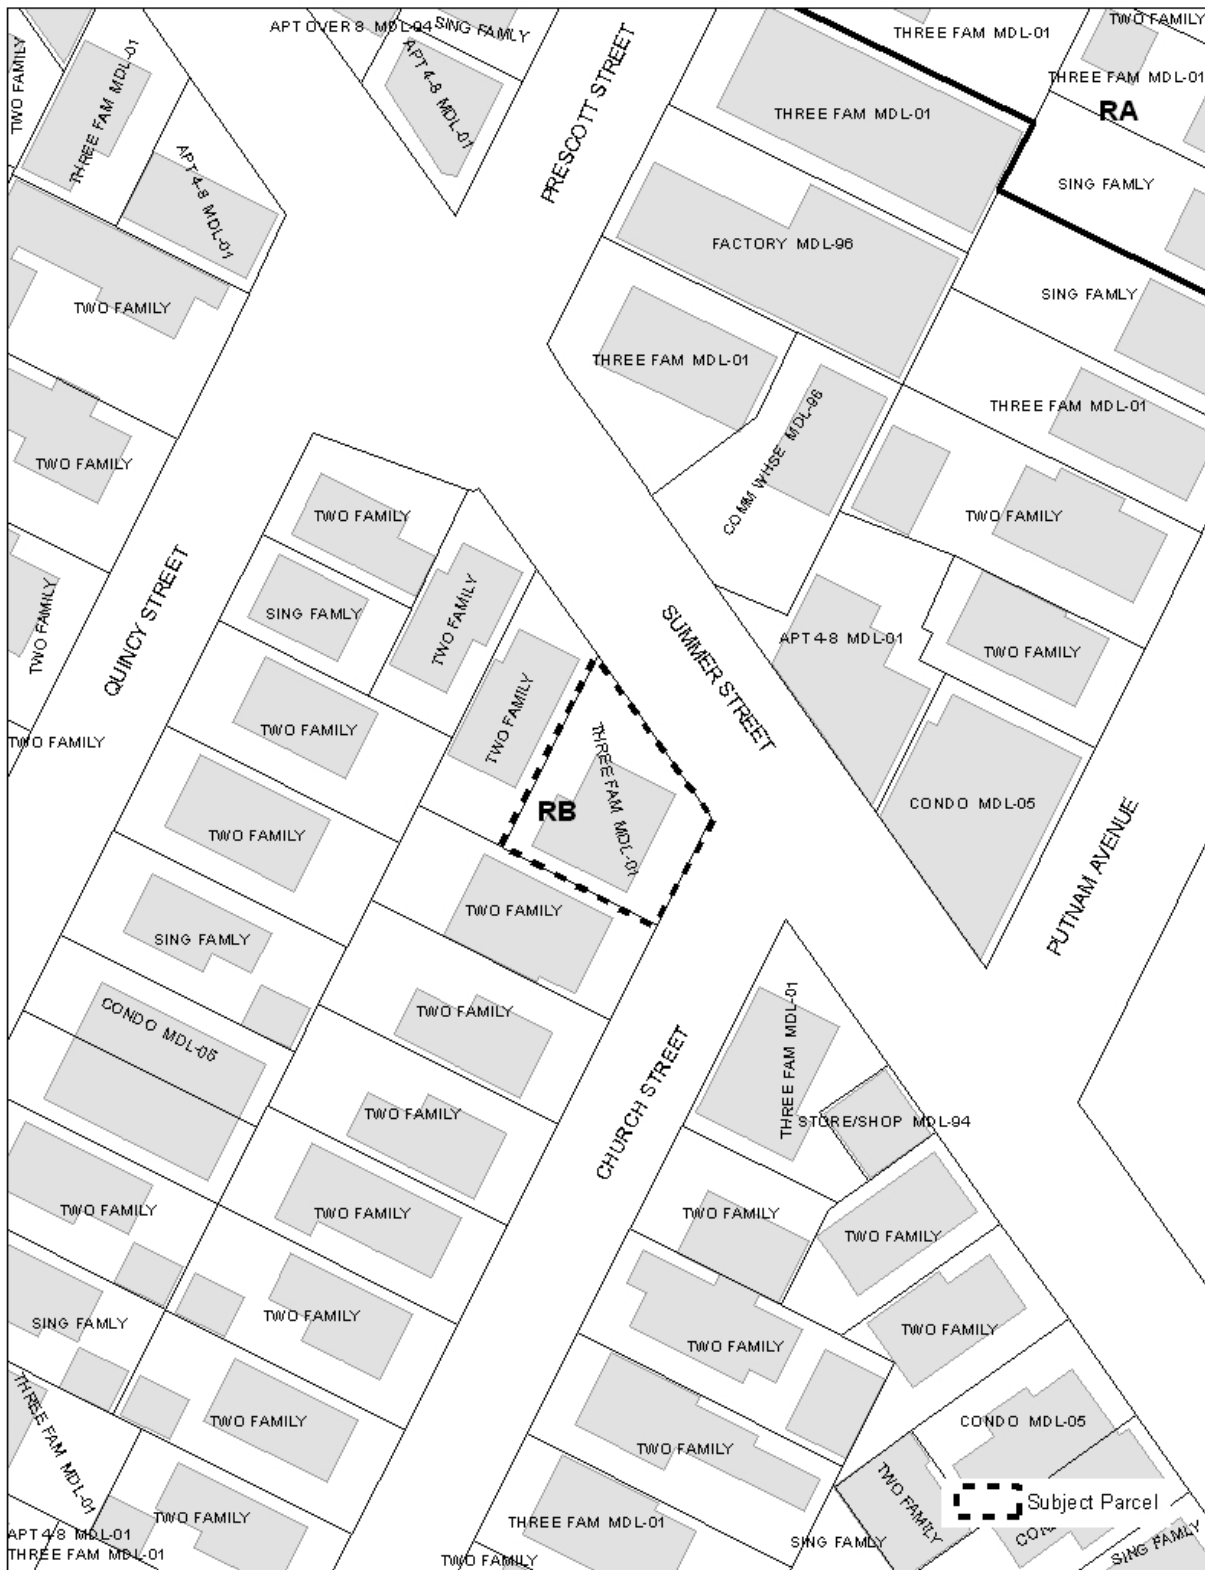 APT OVER 8 MDL-94
SING FAMLY
THREE FAM MDL-01
TWO FAMILY
TWO FAMILY
THREE FAM MDL-01
APT 4-8 MDL-01
PRESCOTT STREET
THREE FAM MDL-01
THREE FAM MDL-01
RA
APT 4-8 MDL-01
SING FAMLY
FACTORY MDL-96
TWO FAMILY
SING FAMLY
THREE FAM MDL-01
THREE FAM MDL-01
COMM WHSE MDL-96
TWO FAMILY
TWO FAMILY
TWO FAMILY
QUINCY STREET
SING FAMLY
TWO FAMILY
TWO FAMILY
SUMMER STREET
APT 4-8 MDL-01
TWO FAMILY
TWO FAMILY
TWO FAMILY
TWO FAMILY
THREE FAM MDL-01
RB
CONDO MDL-05
TWO FAMILY
PUTNAM AVENUE
TWO FAMILY
SING FAMLY
CONDO MDL-05
TWO FAMILY
THREE FAM MDL-01
CHURCH STREET
TWO FAMILY
STORE/SHOP MDL-94
TWO FAMILY
TWO FAMILY
TWO FAMILY
TWO FAMILY
SING FAMLY
TWO FAMILY
TWO FAMILY
TWO FAMILY
THREE FAM MDL-01
TWO FAMILY
TWO FAMILY
CONDO MDL-05
TWO FAMILY
Subject Parcel
TWO FAMILY
THREE FAM MDL-01
APT 4-8 MDL-01
THREE FAM MDL-01
SING FAMLY
TWO FAMILY
SING FAMLY